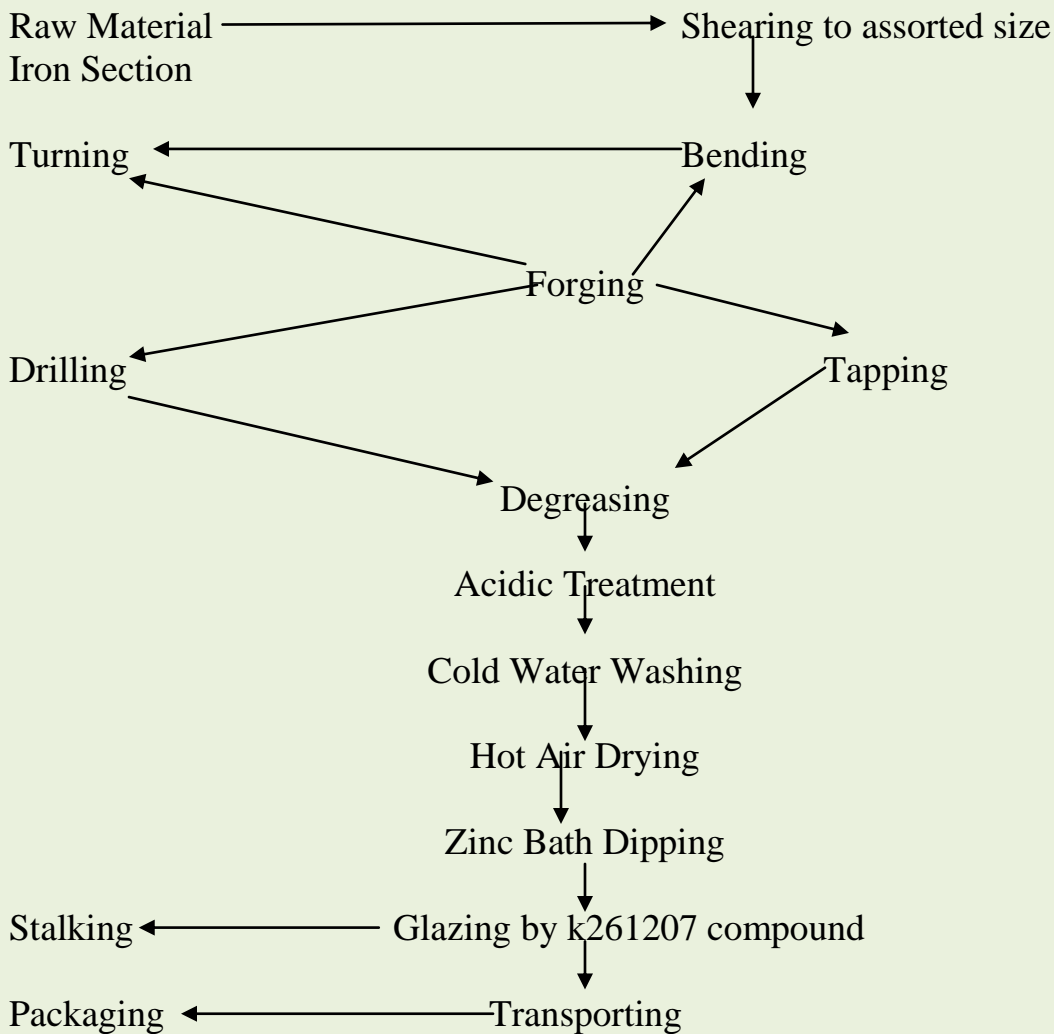 Raw Material
Shearing to assorted size
Iron Section
Turning
Bending
Forging
Drilling
Tapping
Degreasing
Acidic Treatment
Cold Water Washing
Hot Air Drying
Zinc Bath Dipping
Stalking
Glazing by k261207 compound
Packaging
Transporting